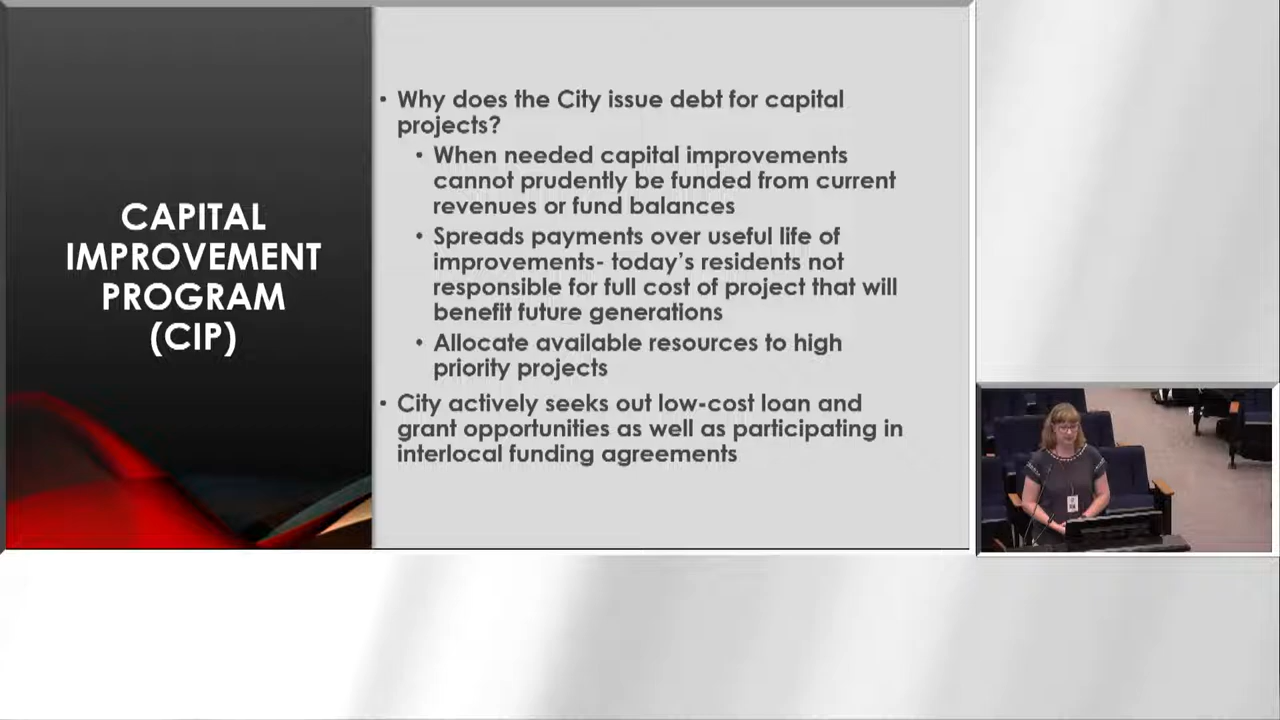 CAPITAL
IMPROVEMENT
PROGRAM
(CIP)
• Why does the City issue debt for capital
projects?
• When needed capital improvements
cannot prudently be funded from current
revenues or fund balances
• Spreads payments over useful life of
improvements- today's residents not
responsible for full cost of project that will
benefit future generations
• Allocate available resources to high
priority projects
• City actively seeks out low-cost loan and
grant opportunities as well as participating in
interlocal funding agreements